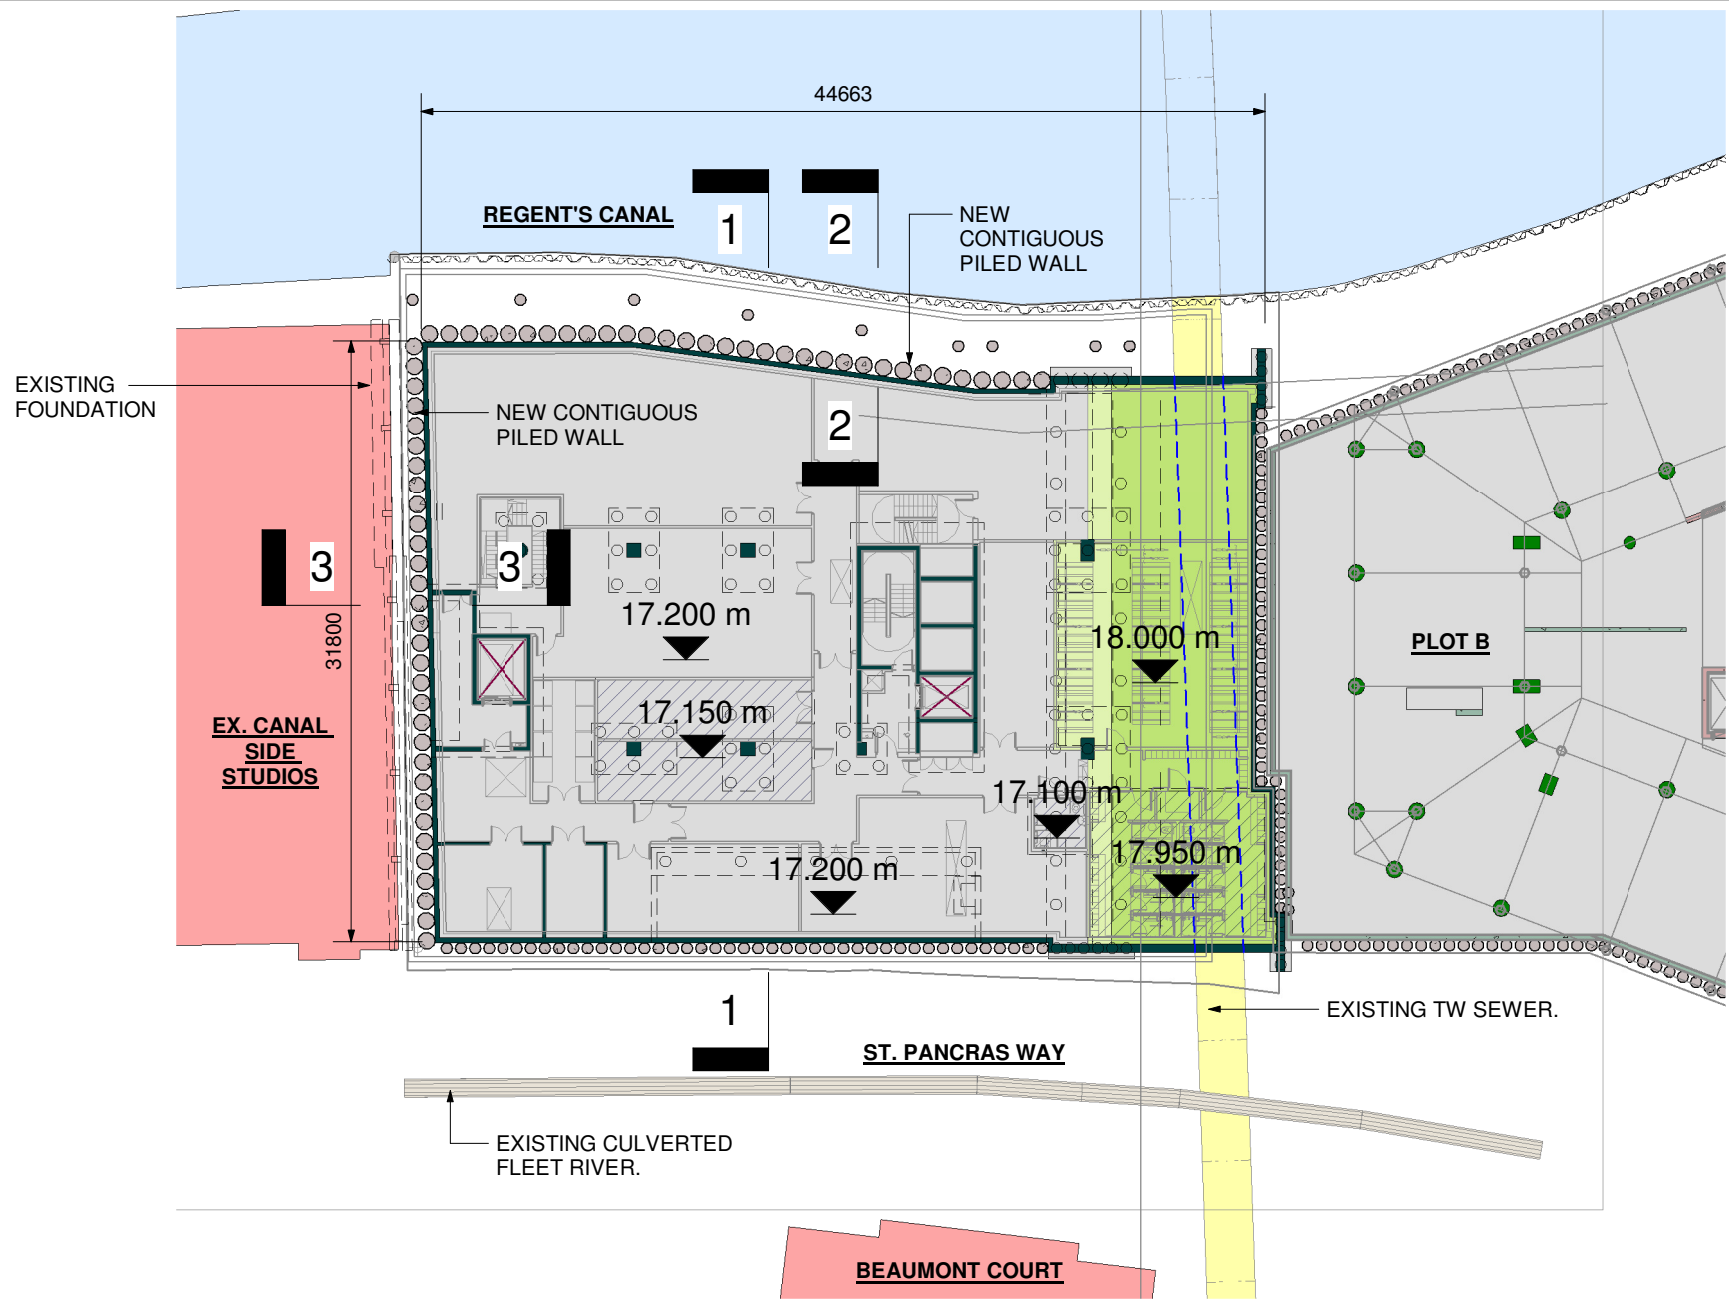 44663
REGENT'S CANAL
1
2
NEW
CONTIGUOUS
PILED WALL
EXISTING
FOUNDATION
NEW CONTIGUOUS
PILED WALL
2
3
3
31800
17.200 m
18.000 m
PLOT B
17.150 m
EX. CANAL
SIDE
STUDIOS
17.100 m
17.950 m
17.200 m
1
EXISTING TW SEWER.
ST. PANCRAS WAY
EXISTING CULVERTED
FLEET RIVER.
BEAUMONT COURT